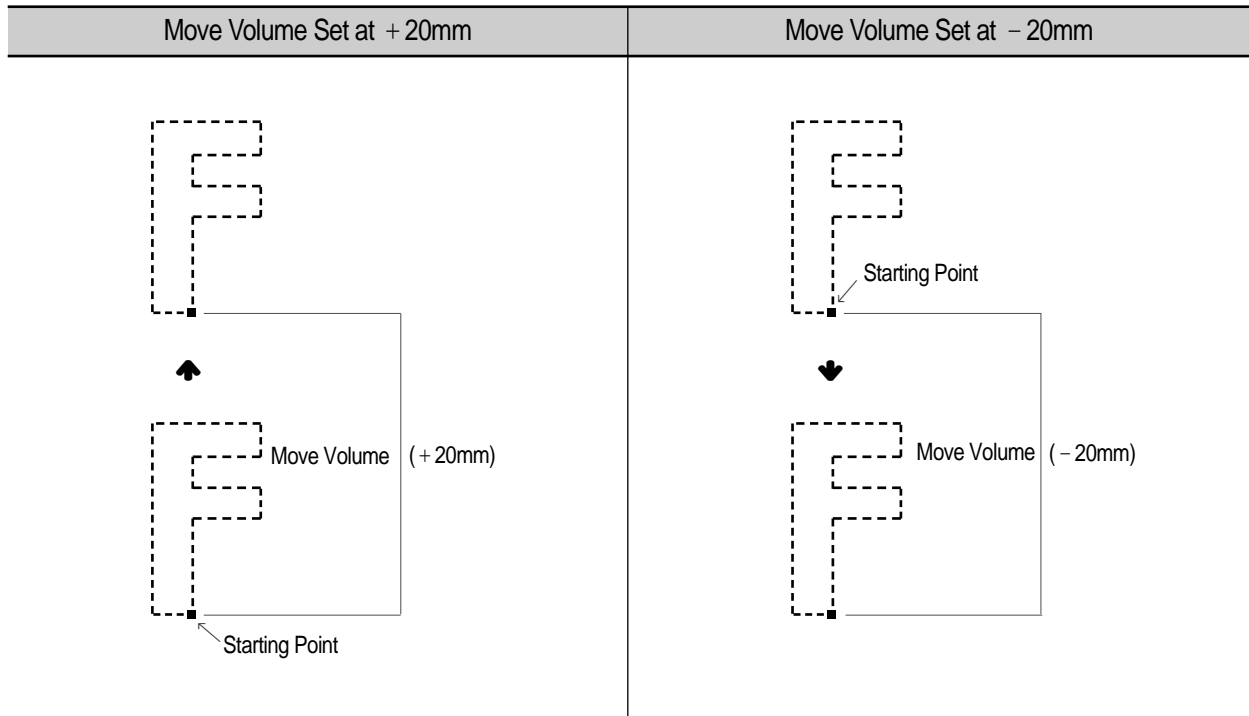 Move Volume Set at +20mm
Move Volume Set at −20mm
Move Volume (+20mm)
Starting Point
Starting Point
Move Volume (−20mm)